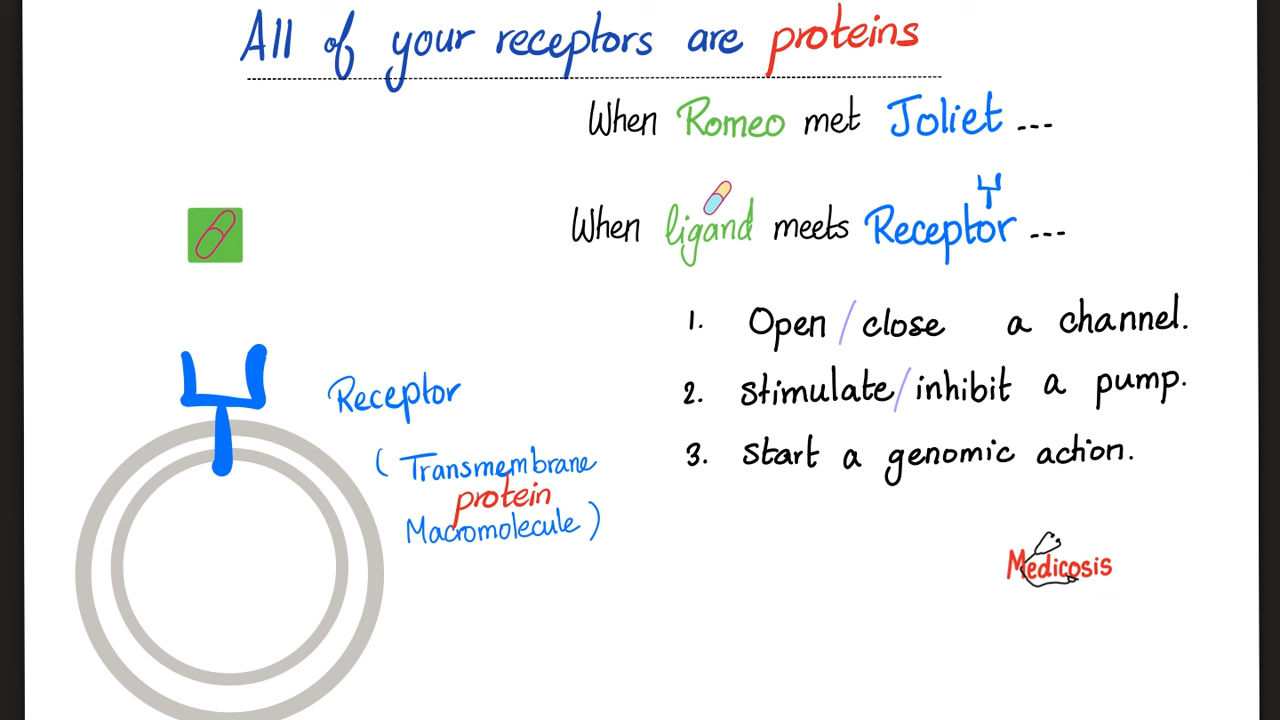 All of your receptors are proteins
When Romeo met Joliet ...
When ligand meets Receptor ...
1. Open / close a channel.
2. stimulate / inhibit a pump.
3. start a genomic action.
Receptor
( Transmembrane
protein
Macromolecule )
Medicosis